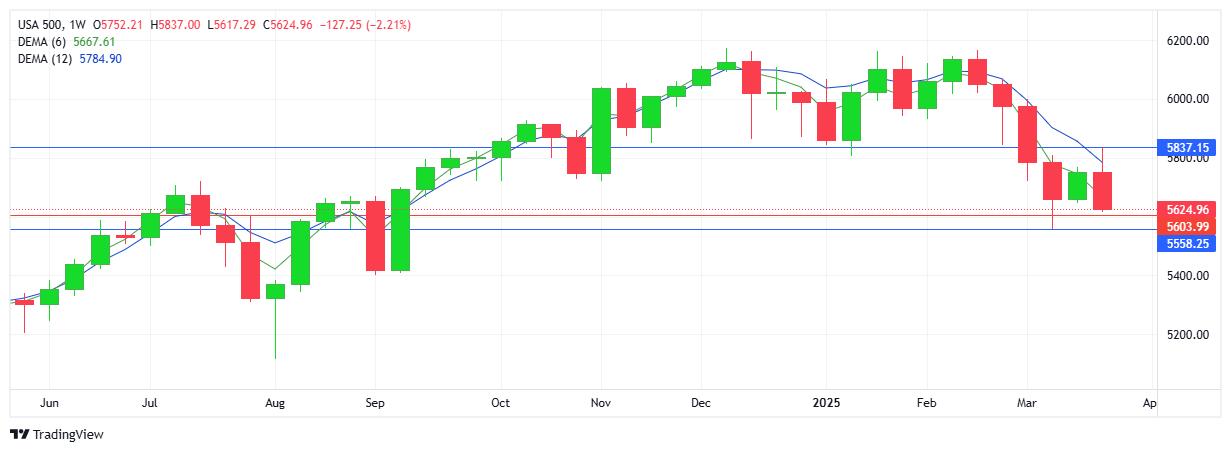 USA 500, 1W O5752.21 H5837.00 L5617.29 C5624.96 −127.25 (−2.21%)
DEMA (6) 5667.61
DEMA (12) 5784.90
6200.00
6000.00
5837.15
5800.00
5624.96
5603.99
5558.25
5400.00
5200.00
Jun Jul Aug Sep Oct Nov Dec 2025 Feb Mar Ap
TradingView